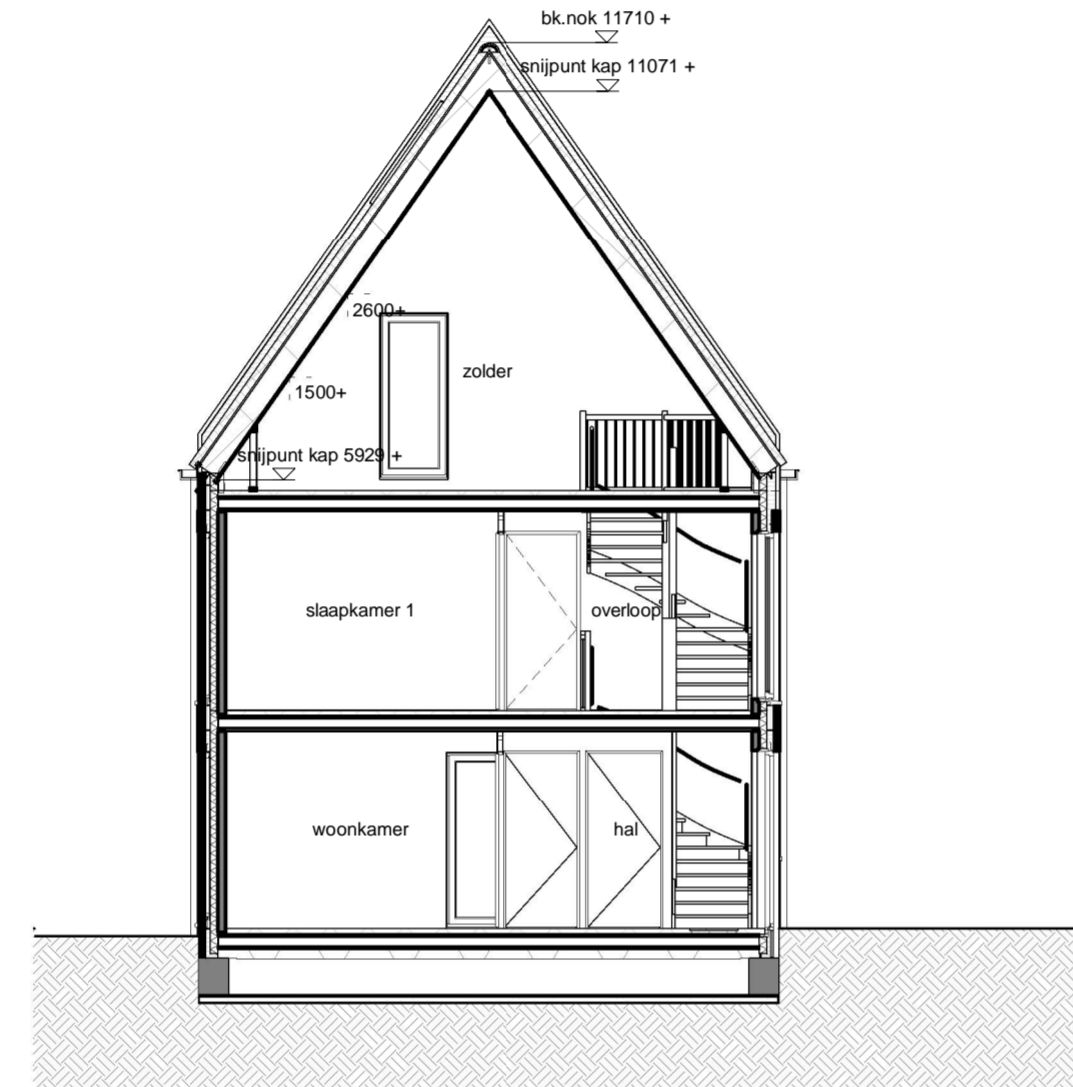 bk.nok 11710 +
snijpunt kap 11071 +
2600+
zolder
1500+
snijpunt kap 5929 +
slaapkamer 1
overloop
woonkamer
hal